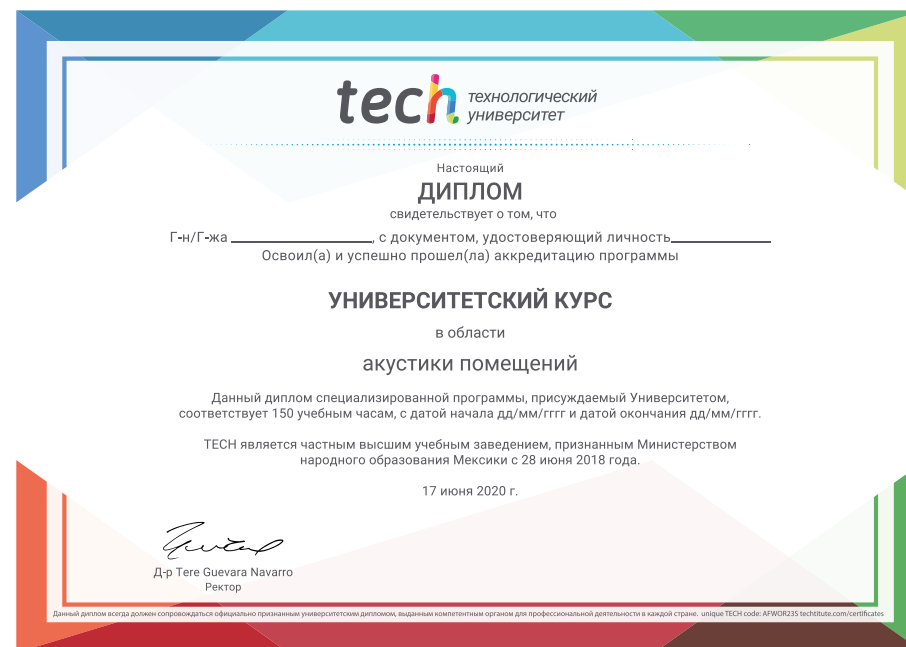 tech технологический
университет
Настоящий
ДИПЛОМ
свидетельствует о том, что
Г-н/Г-жа ____________________, с документом, удостоверяющий личность______________
Освоил(а) и успешно прошел(ла) аккредитацию программы
УНИВЕРСИТЕТСКИЙ КУРС
в области
акустики помещений
Данный диплом специализированной программы, присуждаемый Университетом,
соответствует 150 учебным часам, с датой начала дд/мм/гггг и датой окончания дд/мм/гггг.
TECH является частным высшим учебным заведением, признанным Министерством
народного образования Мексики с 28 июня 2018 года.
17 июня 2020 г.
Д-р Tere Guevara Navarro
Ректор
Данный диплом всегда должен сопровождаться официально признанным университетским дипломом, выданным компетентным органом для профессиональной деятельности в каждой стране. unique TECH code: AFWOR23S techtitute.com/certificates